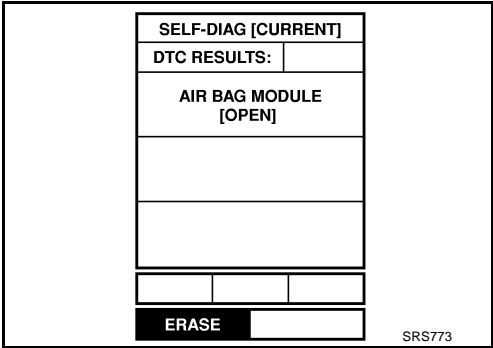 SELF-DIAG [CURRENT]
DTC RESULTS:
AIR BAG MODULE
[OPEN]
ERASE
SRS773